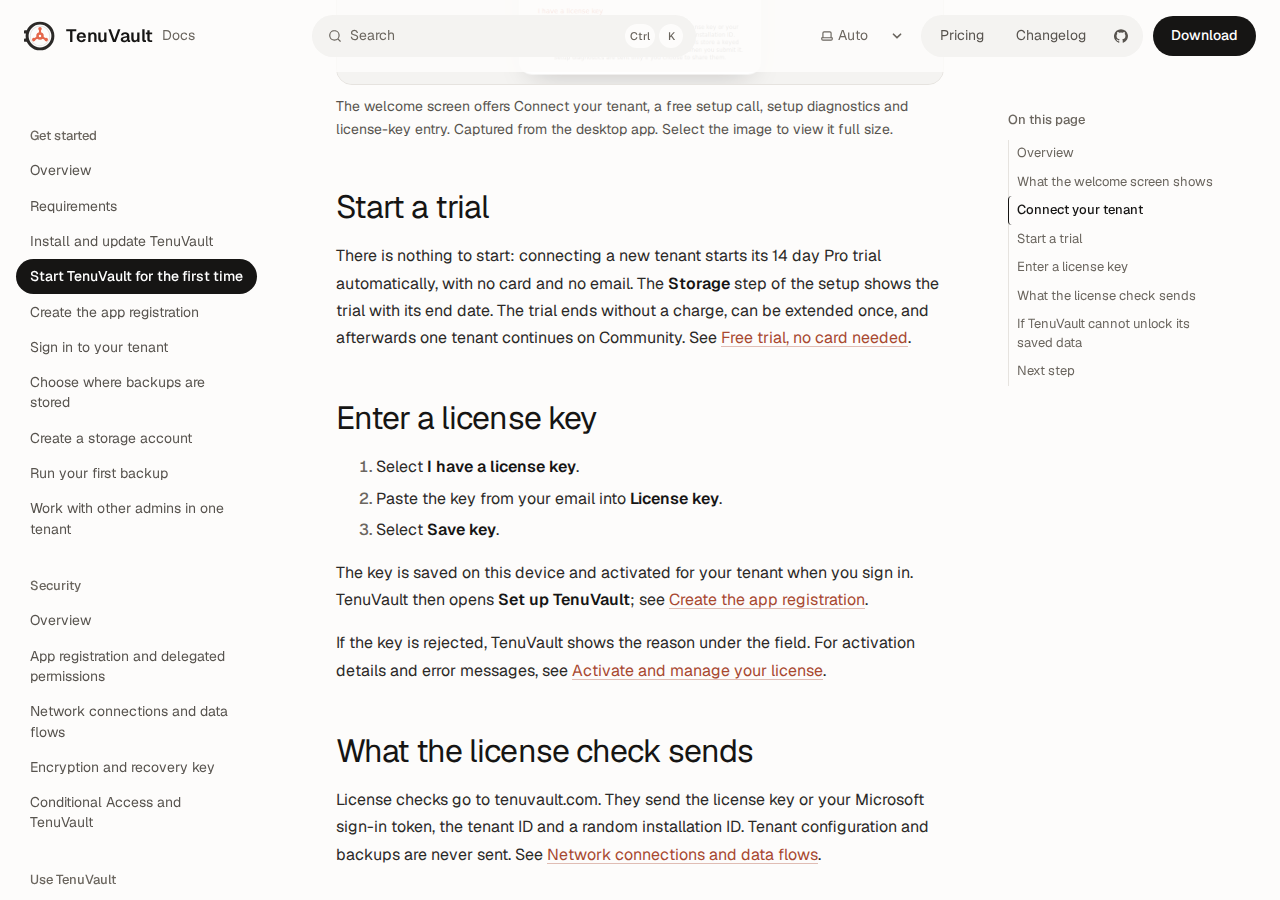 TenuVault Docs
Search
Ctrl K
Auto
Pricing
Changelog
Download
Get started
Overview
Requirements
Install and update TenuVault
Start TenuVault for the first time
Create the app registration
Sign in to your tenant
Choose where backups are
stored
Create a storage account
Run your first backup
Work with other admins in one
tenant
Security
Overview
App registration and delegated
permissions
Network connections and data
flows
Encryption and recovery key
Conditional Access and
TenuVault
Use TenuVault
The welcome screen offers Connect your tenant, a free setup call, setup diagnostics and
license-key entry. Captured from the desktop app. Select the image to view it full size.
Start a trial
There is nothing to start: connecting a new tenant starts its 14 day Pro trial
automatically, with no card and no email. The Storage step of the setup shows the
trial with its end date. The trial ends without a charge, can be extended once, and
afterwards one tenant continues on Community. See Free trial, no card needed.
Enter a license key
1. Select I have a license key.
2. Paste the key from your email into License key.
3. Select Save key.
The key is saved on this device and activated for your tenant when you sign in.
TenuVault then opens Set up TenuVault; see Create the app registration.
If the key is rejected, TenuVault shows the reason under the field. For activation
details and error messages, see Activate and manage your license.
What the license check sends
License checks go to tenuvault.com. They send the license key or your Microsoft
sign-in token, the tenant ID and a random installation ID. Tenant configuration and
backups are never sent. See Network connections and data flows.
On this page
Overview
What the welcome screen shows
Connect your tenant
Start a trial
Enter a license key
What the license check sends
If TenuVault cannot unlock its
saved data
Next step